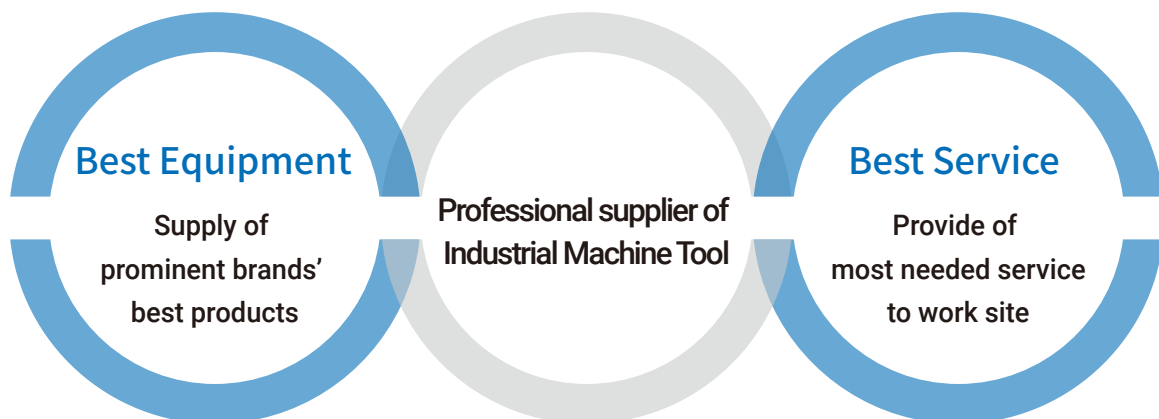 Best Equipment
Supply of
prominent brands’
best products
Professional supplier of
Industrial Machine Tool
Best Service
Provide of
most needed service
to work site